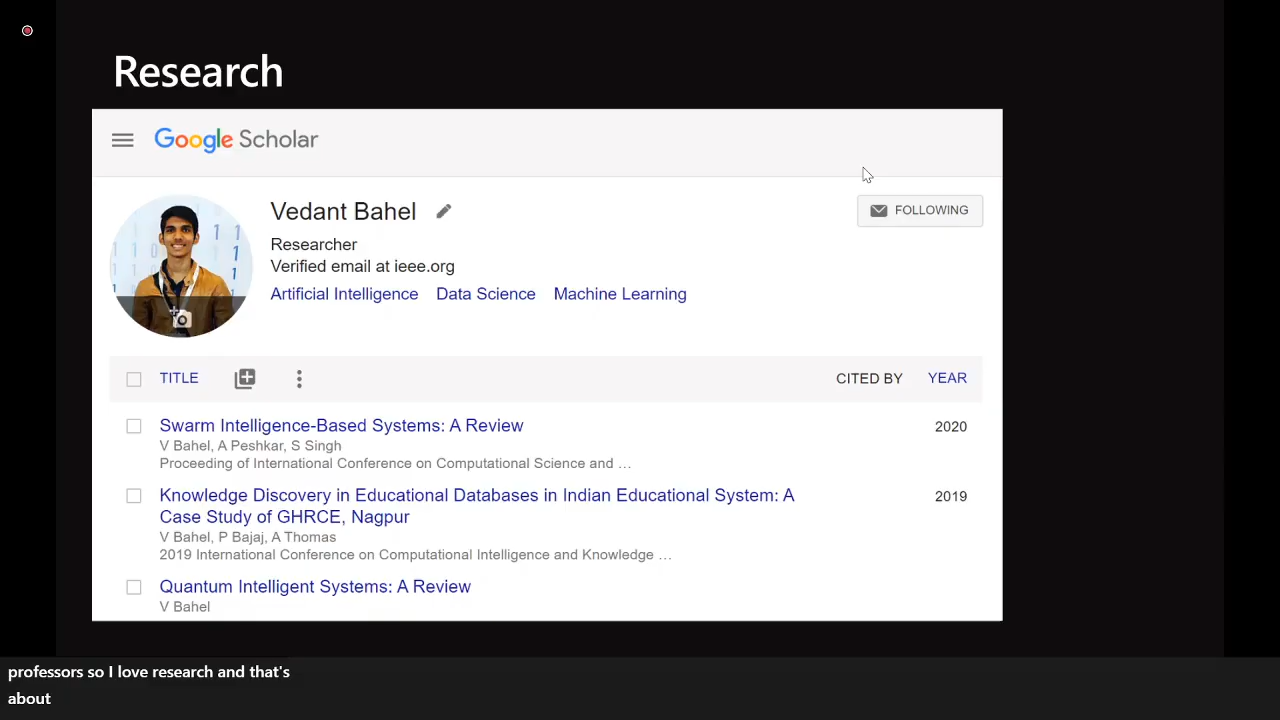 Research
Google Scholar
Vedant Bahel
FOLLOWING
Researcher
Verified email at ieee.org
Artificial Intelligence Data Science Machine Learning
TITLE CITED BY YEAR
Swarm Intelligence-Based Systems: A Review 2020
V Bahel, A Peshkar, S Singh
Proceeding of International Conference on Computational Science and …
Knowledge Discovery in Educational Databases in Indian Educational System: A 2019
Case Study of GHRCE, Nagpur
V Bahel, P Bajaj, A Thomas
2019 International Conference on Computational Intelligence and Knowledge …
Quantum Intelligent Systems: A Review
V Bahel
professors so I love research and that's
about